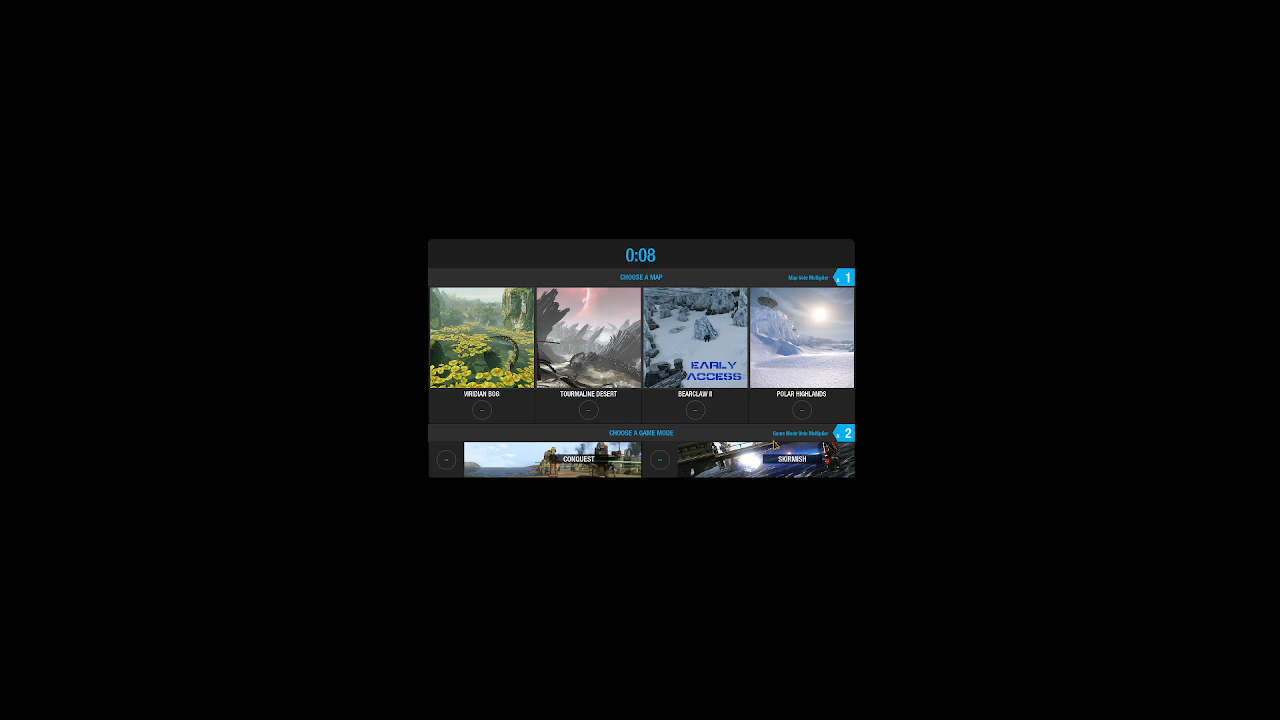 0:08
CHOOSE A MAP
Map Vote Multiplier
x 1
EARLY
ACCESS
VIRIDIAN BOG
TOURMALINE DESERT
BEARCLAW II
POLAR HIGHLANDS
--
--
--
--
CHOOSE A GAME MODE
Game Mode Vote Multiplier
x 2
--
CONQUEST
--
SKIRMISH